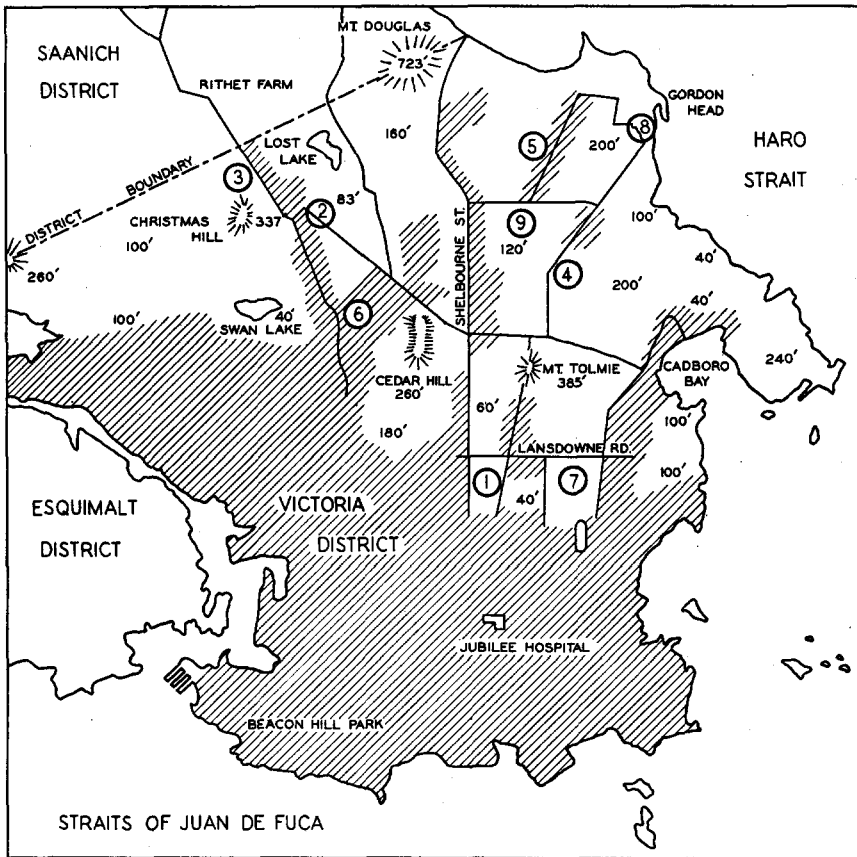 MT. DOUGLAS
723'
SAANICH
DISTRICT
RITHET FARM
GORDON
HEAD
160'
200'
8
5
HARO
STRAIT
LOST
LAKE
3
DISTRICT BOUNDARY
83'
2
CHRISTMAS
HILL
337'
100'
260'
SHELBOURNE ST.
9
120'
100'
40'
4
200'
40'
100'
40'
SWAN LAKE
6
CEDAR HILL
260'
MT. TOLMIE
385'
CADBORO
BAY
240'
60'
180'
100'
LANSDOWNE RD.
100'
1
40'
7
ESQUIMALT
DISTRICT
VICTORIA
DISTRICT
JUBILEE HOSPITAL
BEACON HILL PARK
STRAITS OF JUAN DE FUCA